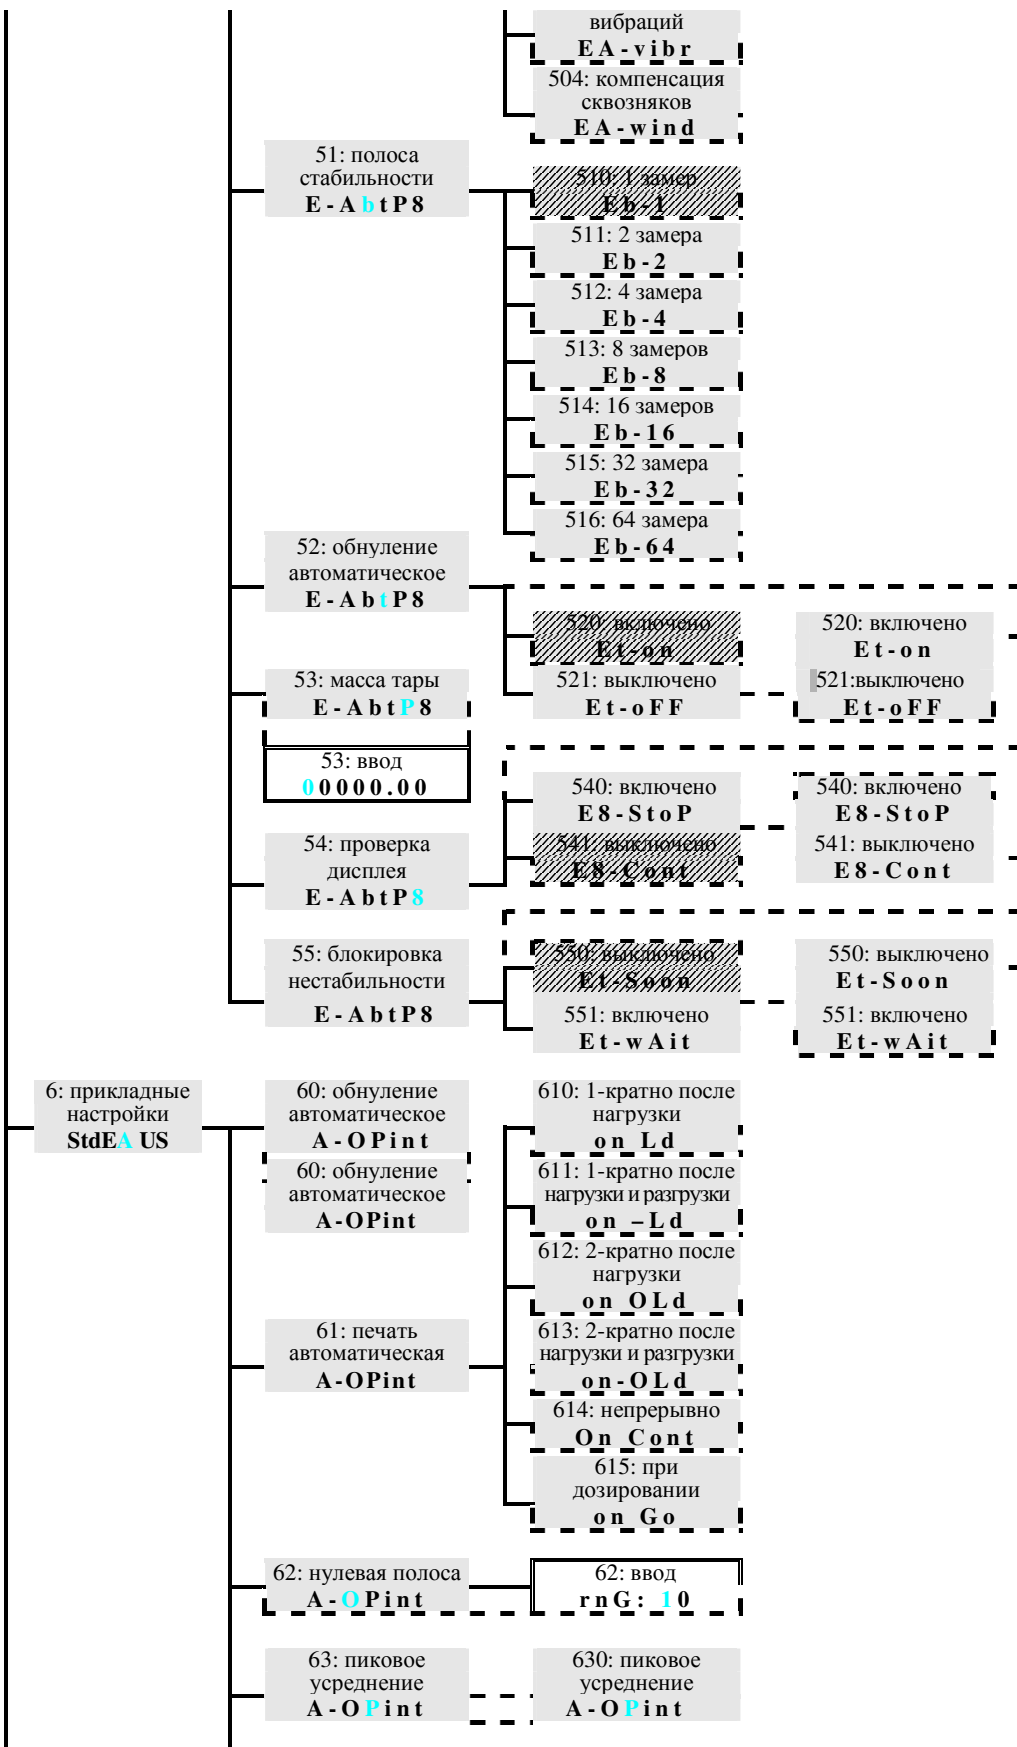 вибраций
EA-vibr
504: компенсация
сквозняков
EA-wind
51: полоса
стабильности
E-AbtP8
510: 1 замер
Eb-1
511: 2 замера
Eb-2
512: 4 замера
Eb-4
513: 8 замеров
Eb-8
514: 16 замеров
Eb-16
515: 32 замера
Eb-32
516: 64 замера
Eb-64
52: обнуление
автоматическое
E-AbtP8
520: включено
Et-on
520: включено
Et-on
521: выключено
Et-oFF
521:выключено
Et-oFF
53: масса тары
E-AbtP8
53: ввод
00000.00
540: включено
E8-StoP
540: включено
E8-StoP
54: проверка
дисплея
E-AbtP8
541: выключено
E8-Cont
541: выключено
E8-Cont
55: блокировка
нестабильности
E-AbtP8
550: выключено
Et-Soon
550: выключено
Et-Soon
551: включено
Et-wAit
551: включено
Et-wAit
6: прикладные
настройки
StdEA US
60: обнуление
автоматическое
A-OPint
60: обнуление
автоматическое
A-OPint
610: 1-кратно после
нагрузки
on Ld
611: 1-кратно после
нагрузки и разгрузки
on –Ld
612: 2-кратно после
нагрузки
on OLd
61: печать
автоматическая
A-OPint
613: 2-кратно после
нагрузки и разгрузки
on-OLd
614: непрерывно
On Cont
615: при
дозировании
on Go
62: нулевая полоса
A-OPint
62: ввод
rnG: 10
63: пиковое
усреднение
A-OPint
630: пиковое
усреднение
A-OPint